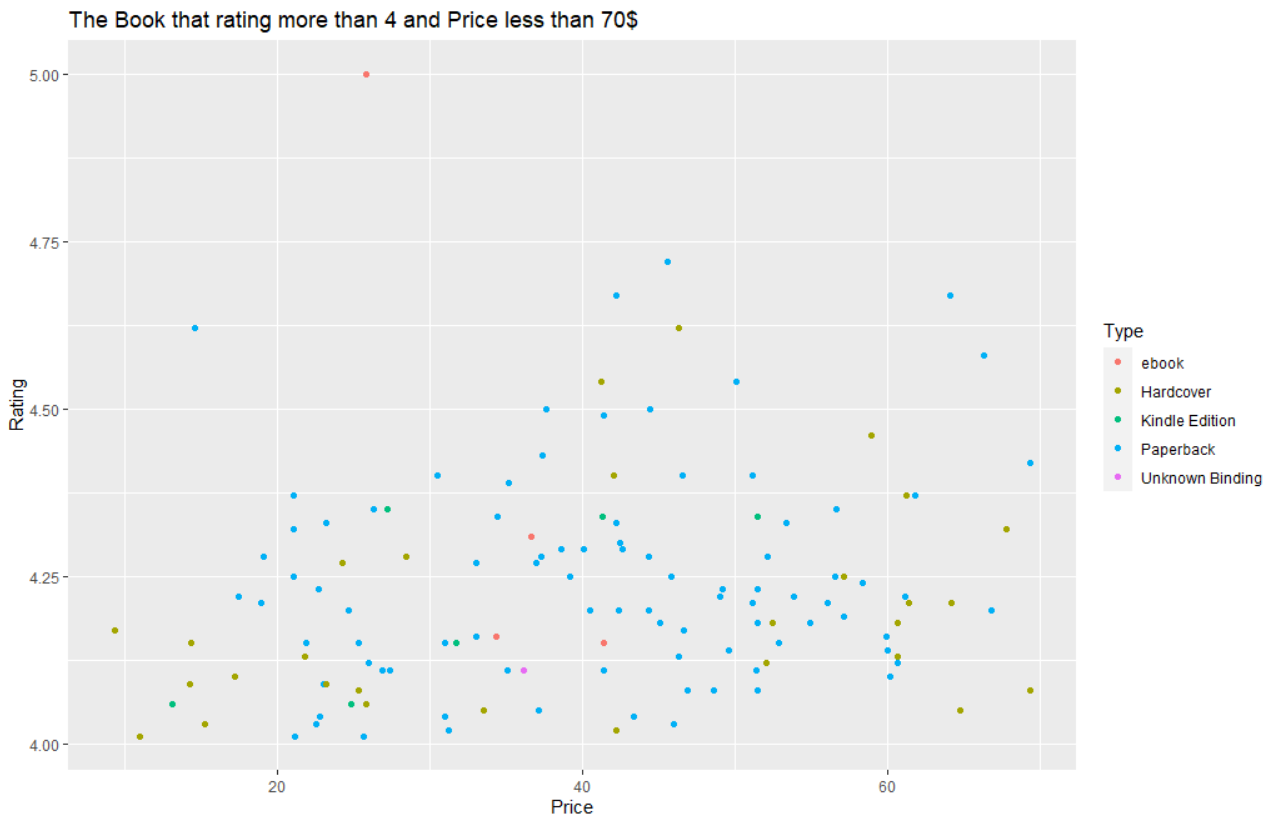 The Book that rating more than 4 and Price less than 70$
5.00
4.75
4.50
4.25
4.00
Rating
20
40
60
Price
Type
ebook
Hardcover
Kindle Edition
Paperback
Unknown Binding